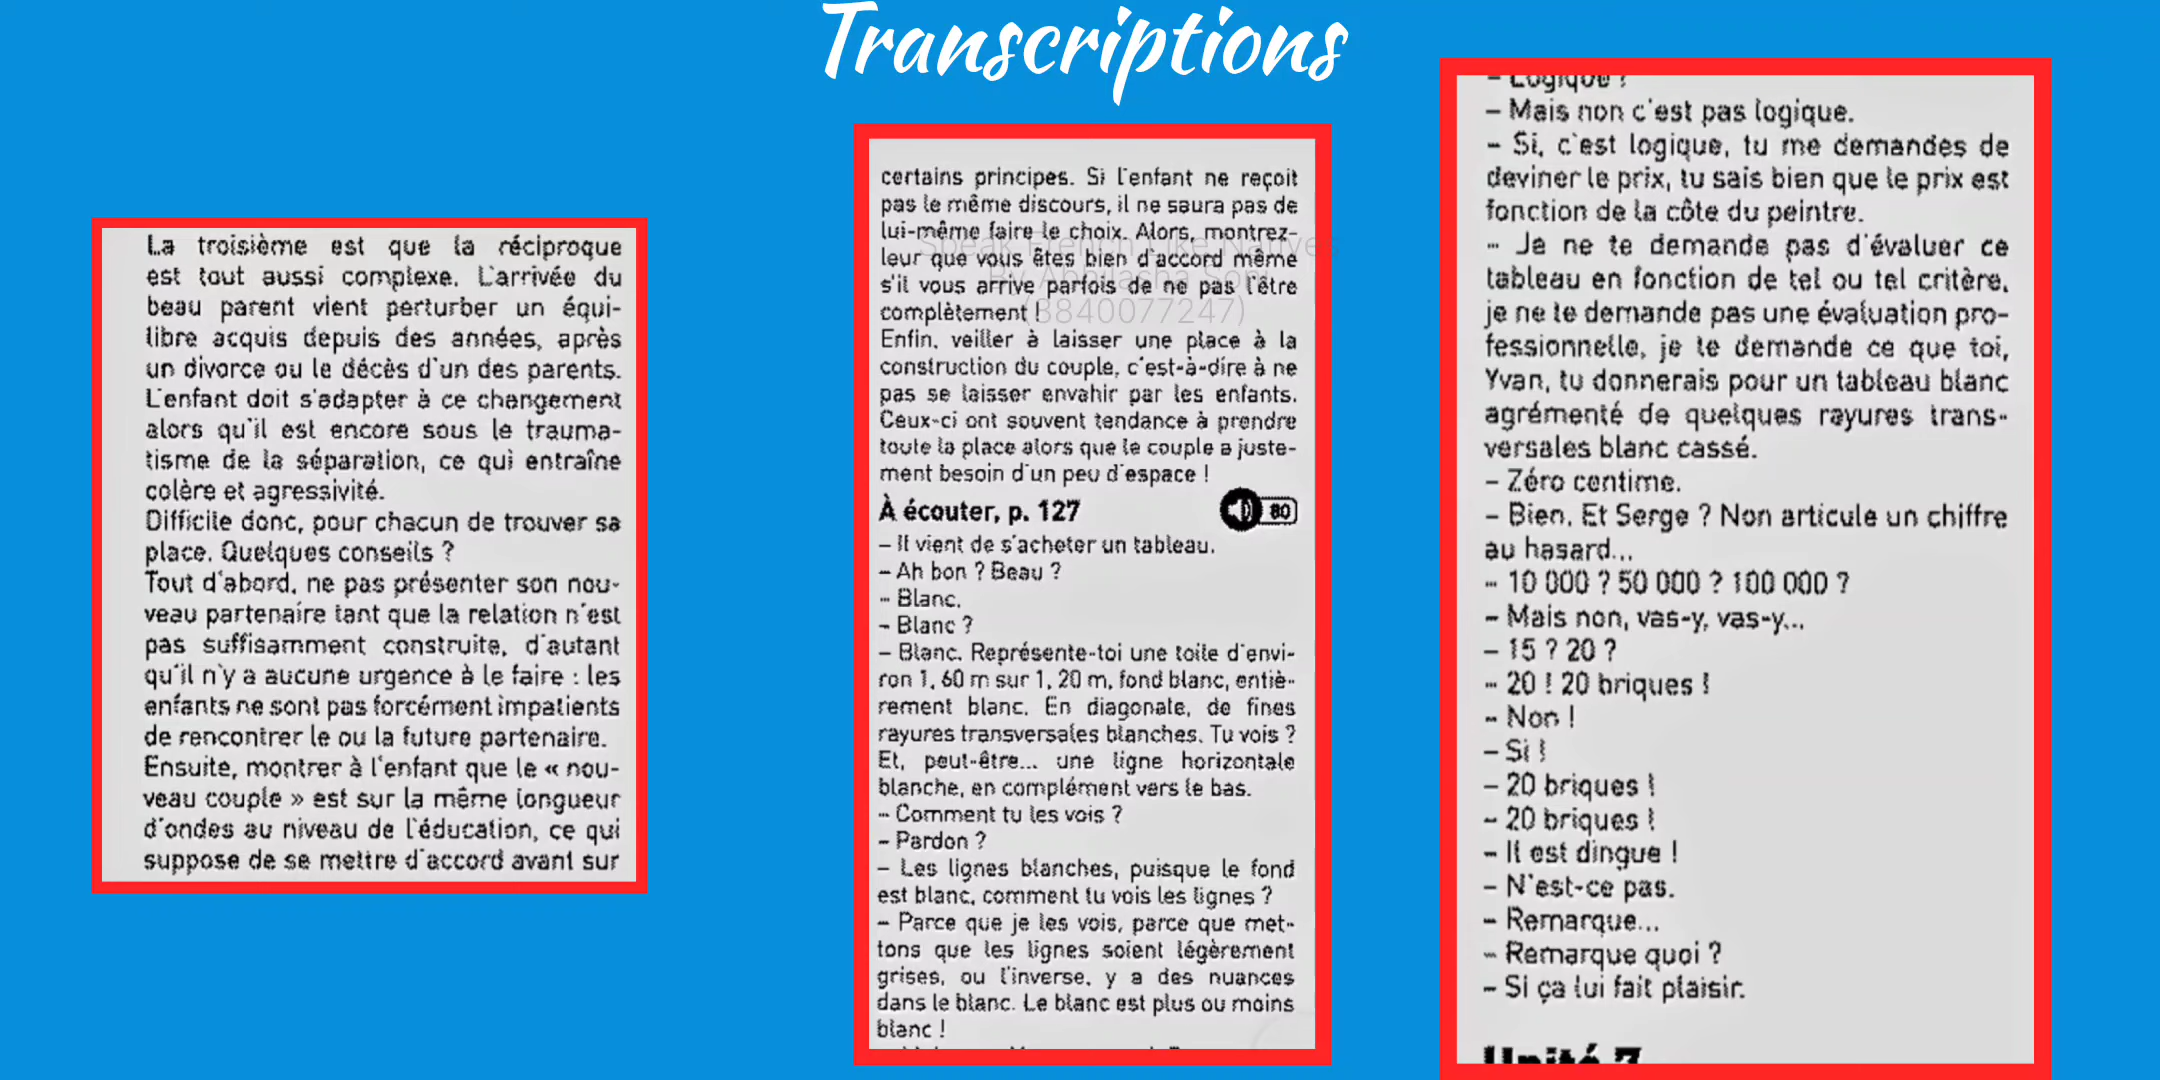 Transcriptions
La troisième est que la réciproque
est tout aussi complexe. L'arrivée du
beau parent vient perturber un équi-
libre acquis depuis des années, après
un divorce ou le décès d'un des parents.
L'enfant doit s'adapter à ce changement
alors qu'il est encore sous le trauma-
tisme de la séparation, ce qui entraîne
colère et agressivité.
Difficile donc, pour chacun de trouver sa
place. Quelques conseils ?
Tout d'abord, ne pas présenter son nou-
veau partenaire tant que la relation n'est
pas suffisamment construite, d'autant
qu'il n'y a aucune urgence à le faire : les
enfants ne sont pas forcément impatients
de rencontrer le ou la future partenaire.
Ensuite, montrer à l'enfant que le « nou-
veau couple » est sur la même longueur
d'ondes au niveau de l'éducation, ce qui
suppose de se mettre d'accord avant sur
certains principes. Si l'enfant ne reçoit
pas le même discours, il ne saura pas de
lui-même faire le choix. Alors, montrez-
leur que vous êtes bien d'accord même
s'il vous arrive parfois de ne pas l'être
complètement !
Enfin, veiller à laisser une place à la
construction du couple, c'est-à-dire à ne
pas se laisser envahir par les enfants.
Ceux-ci ont souvent tendance à prendre
toute la place alors que le couple a juste-
ment besoin d'un peu d'espace !
À écouter, p. 127 80
– Il vient de s'acheter un tableau.
– Ah bon ? Beau ?
– Blanc.
– Blanc ?
– Blanc. Représente-toi une toile d'envi-
ron 1, 60 m sur 1, 20 m, fond blanc, entiè-
rement blanc. En diagonale, de fines
rayures transversales blanches. Tu vois ?
Et, peut-être... une ligne horizontale
blanche, en complément vers le bas.
– Comment tu les vois ?
– Pardon ?
– Les lignes blanches, puisque le fond
est blanc, comment tu vois les lignes ?
– Parce que je les vois, parce que met-
tons que les lignes soient légèrement
grises, ou l'inverse, y a des nuances
dans le blanc. Le blanc est plus ou moins
blanc !
Speak French Like Natives
By Abhilasha Soni
(8840077247)
– Logique ?
– Mais non c'est pas logique.
– Si, c'est logique, tu me demandes de
deviner le prix, tu sais bien que le prix est
fonction de la côte du peintre.
– Je ne te demande pas d'évaluer ce
tableau en fonction de tel ou tel critère,
je ne te demande pas une évaluation pro-
fessionnelle, je te demande ce que toi,
Yvan, tu donnerais pour un tableau blanc
agrémenté de quelques rayures trans-
versales blanc cassé.
– Zéro centime.
– Bien. Et Serge ? Non articule un chiffre
au hasard...
– 10 000 ? 50 000 ? 100 000 ?
– Mais non, vas-y, vas-y...
– 15 ? 20 ?
– 20 ! 20 briques !
– Non !
– Si !
– 20 briques !
– 20 briques !
– Il est dingue !
– N'est-ce pas.
– Remarque...
– Remarque quoi ?
– Si ça lui fait plaisir.
Unité 7